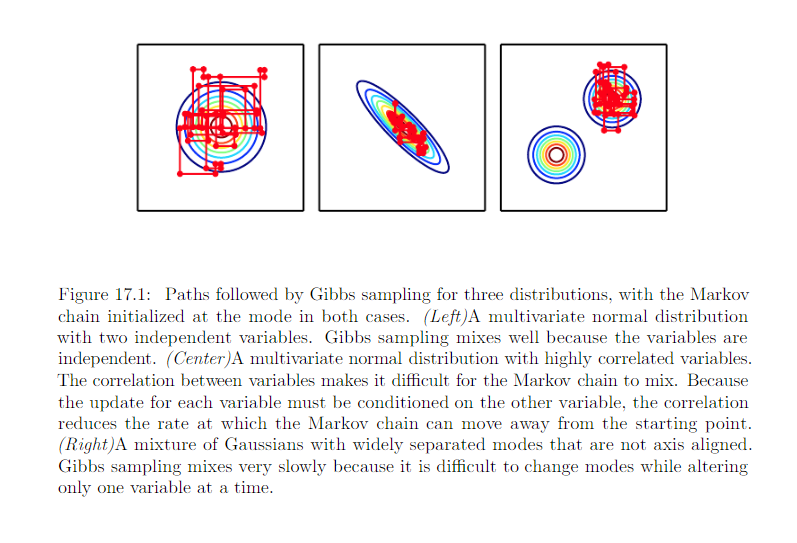 Figure 17.1: Paths followed by Gibbs sampling for three distributions, with the Markov
chain initialized at the mode in both cases. (Left)A multivariate normal distribution
with two independent variables. Gibbs sampling mixes well because the variables are
independent. (Center)A multivariate normal distribution with highly correlated variables.
The correlation between variables makes it difficult for the Markov chain to mix. Because
the update for each variable must be conditioned on the other variable, the correlation
reduces the rate at which the Markov chain can move away from the starting point.
(Right)A mixture of Gaussians with widely separated modes that are not axis aligned.
Gibbs sampling mixes very slowly because it is difficult to change modes while altering
only one variable at a time.